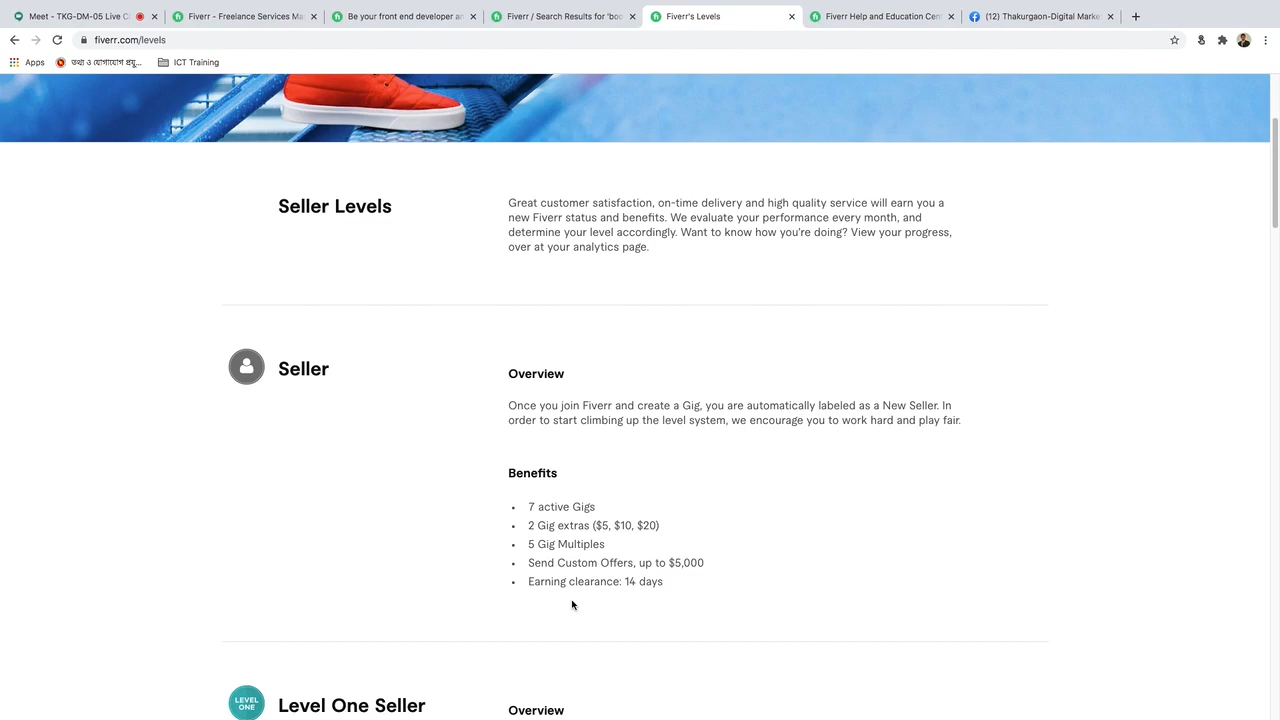 Meet - TKG-DM-05 Live C
Fiverr - Freelance Services Ma
Be your front end developer a
Fiverr / Search Results for 'boo
Fiverr's Levels
Fiverr Help and Education Cen
(12) Thakurgaon-Digital Marke
fiverr.com/levels
Apps
তথ্য ও যোগাযোগ প্রযু...
ICT Training
Seller Levels
Great customer satisfaction, on-time delivery and high quality service will earn you a
new Fiverr status and benefits. We evaluate your performance every month, and
determine your level accordingly. Want to know how you're doing? View your progress,
over at your analytics page.
Seller
Overview
Once you join Fiverr and create a Gig, you are automatically labeled as a New Seller. In
order to start climbing up the level system, we encourage you to work hard and play fair.
Benefits
• 7 active Gigs
• 2 Gig extras ($5, $10, $20)
• 5 Gig Multiples
• Send Custom Offers, up to $5,000
• Earning clearance: 14 days
LEVEL
ONE
Level One Seller
Overview